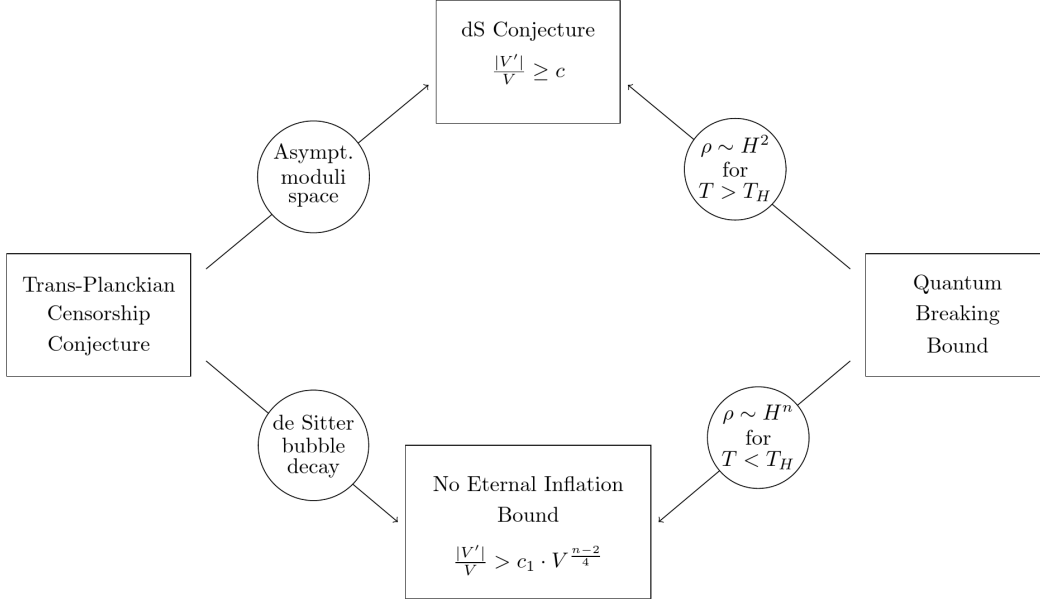 dS Conjecture
|V′|/V ≥ c
Asympt.
moduli
space
ρ ∼ H²
for
T > T_H
Trans-Planckian
Censorship
Conjecture
Quantum
Breaking
Bound
de Sitter
bubble
decay
ρ ∼ Hⁿ
for
T < T_H
No Eternal Inflation
Bound
|V′|/V > c₁ · V^((n−2)/4)